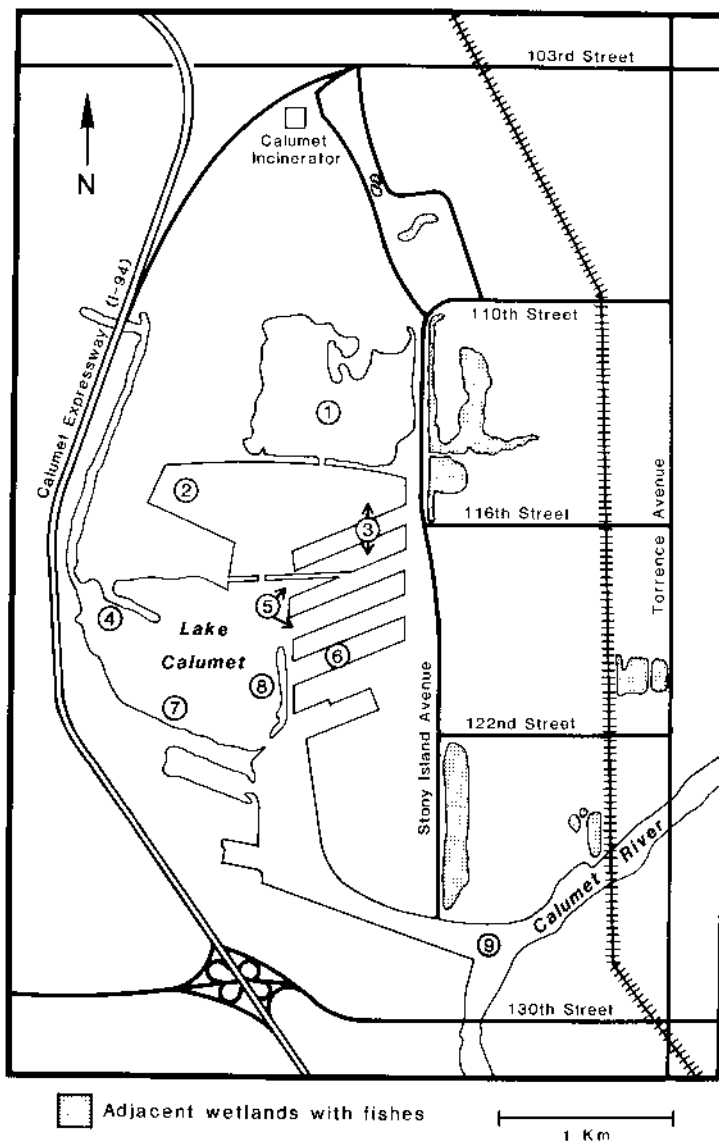 103rd Street
Calumet
Incinerator
N
Calumet Expressway (I-94)
110th Street
1
2
3
116th Street
Torrence Avenue
4
5
Lake
Calumet
6
7
8
Stony Island Avenue
122nd Street
Calumet River
9
130th Street
Adjacent wetlands with fishes
1 Km